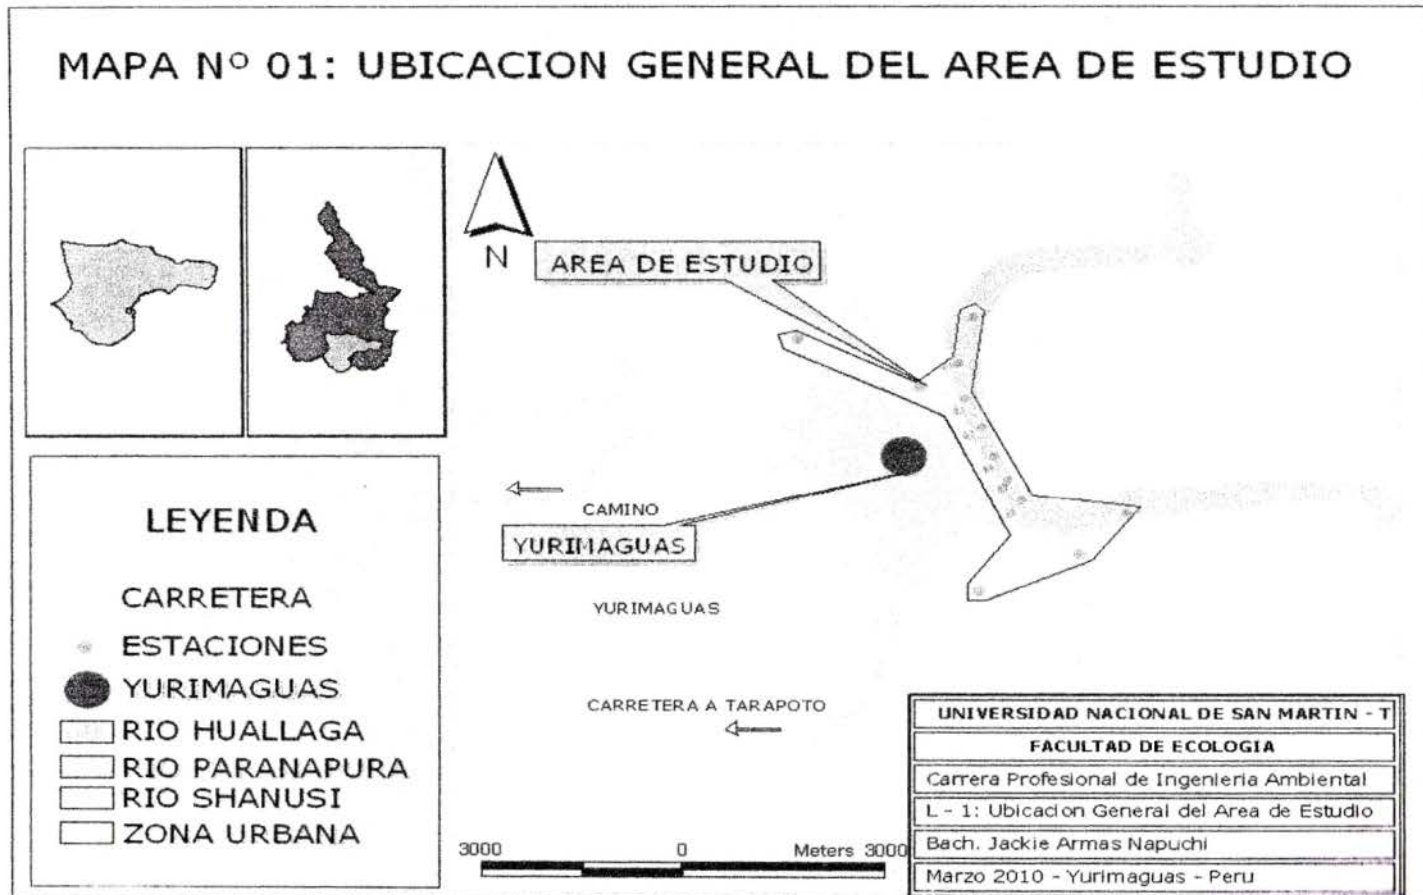 MAPA Nº 01: UBICACION GENERAL DEL AREA DE ESTUDIO
N
AREA DE ESTUDIO
CAMINO
YURIMAGUAS
YURIMAGUAS
CARRETERA A TARAPOTO
LEYENDA
CARRETERA
ESTACIONES
YURIMAGUAS
RIO HUALLAGA
RIO PARANAPURA
RIO SHANUSI
ZONA URBANA
3000 0 Meters 3000
UNIVERSIDAD NACIONAL DE SAN MARTIN - T
FACULTAD DE ECOLOGIA
Carrera Profesional de Ingenieria Ambiental
L - 1: Ubicacion General del Area de Estudio
Bach. Jackie Armas Napuchi
Marzo 2010 - Yurimaguas - Peru